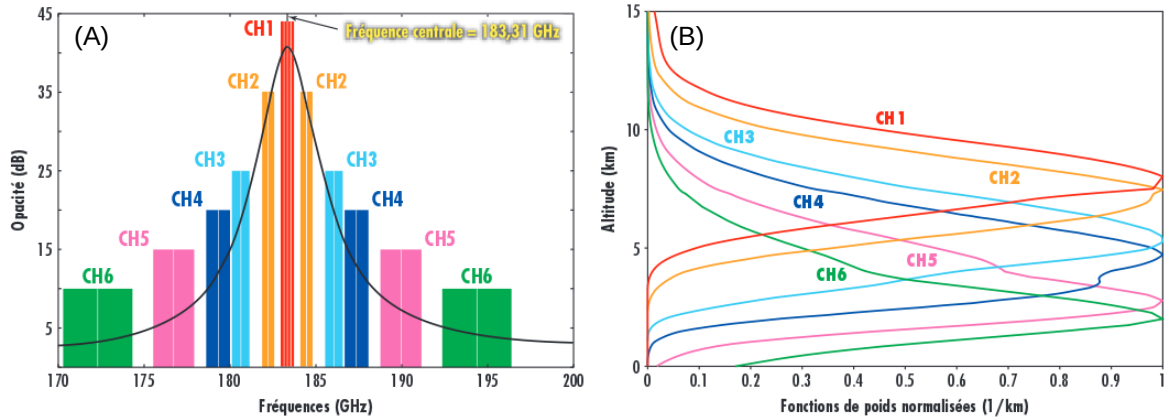 (A)
Fréquence centrale = 183,31 GHz
CH1
CH2 CH2
CH3 CH3
CH4 CH4
CH5 CH5
CH6 CH6
Opacité (dB)
45
35
25
15
5
170 175 180 185 190 195 200
Fréquences (GHz)
(B)
CH1
CH3
CH2
CH4
CH5
CH6
Altitude (km)
15
10
5
0
0 0.1 0.2 0.3 0.4 0.5 0.6 0.7 0.8 0.9 1
Fonctions de poids normalisées (1/km)